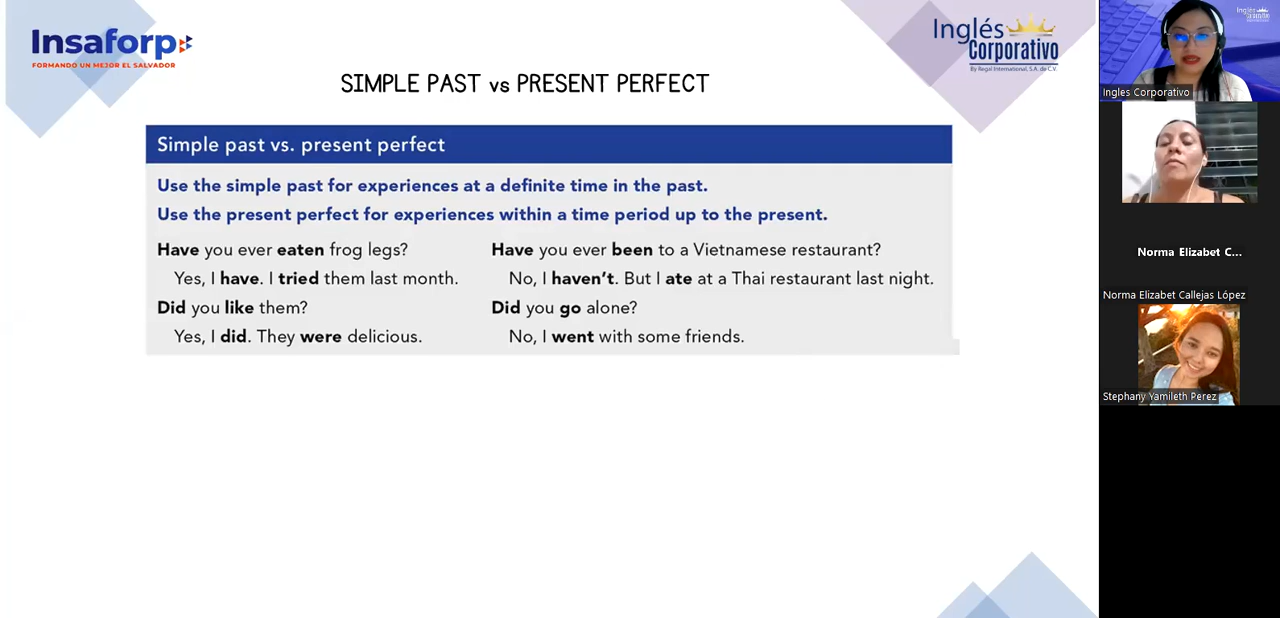 Insaforp
FORMANDO UN MEJOR EL SALVADOR
Inglés
Corporativo
By Regal International, S.A. de C.V.
SIMPLE PAST vs PRESENT PERFECT
Simple past vs. present perfect
Use the simple past for experiences at a definite time in the past.
Use the present perfect for experiences within a time period up to the present.
Have you ever eaten frog legs?
Yes, I have. I tried them last month.
Did you like them?
Yes, I did. They were delicious.
Have you ever been to a Vietnamese restaurant?
No, I haven't. But I ate at a Thai restaurant last night.
Did you go alone?
No, I went with some friends.
Inglés
Ingles Corporativo
Norma Elizabet C...
Norma Elizabet Callejas López
Stephany Yamileth Perez